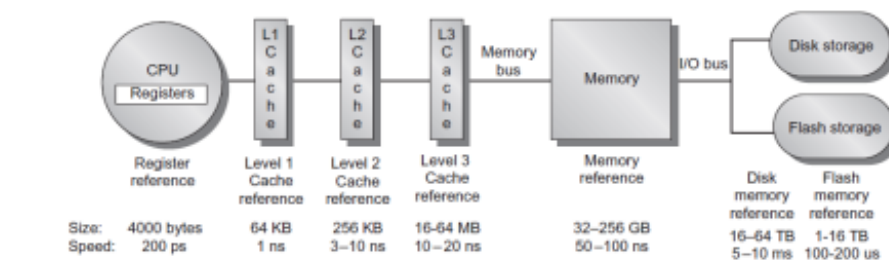 CPU
Registers
L1
Cache
L2
Cache
L3
Cache
Memory
bus
Memory
I/O bus
Disk storage
Flash storage
Register
reference
Level 1
Cache
reference
Level 2
Cache
reference
Level 3
Cache
reference
Memory
reference
Disk
memory
reference
Flash
memory
reference
Size: 4000 bytes 64 KB 256 KB 16-64 MB 32–256 GB 16–64 TB 1-16 TB
Speed: 200 ps 1 ns 3–10 ns 10–20 ns 50–100 ns 5–10 ms 100-200 us